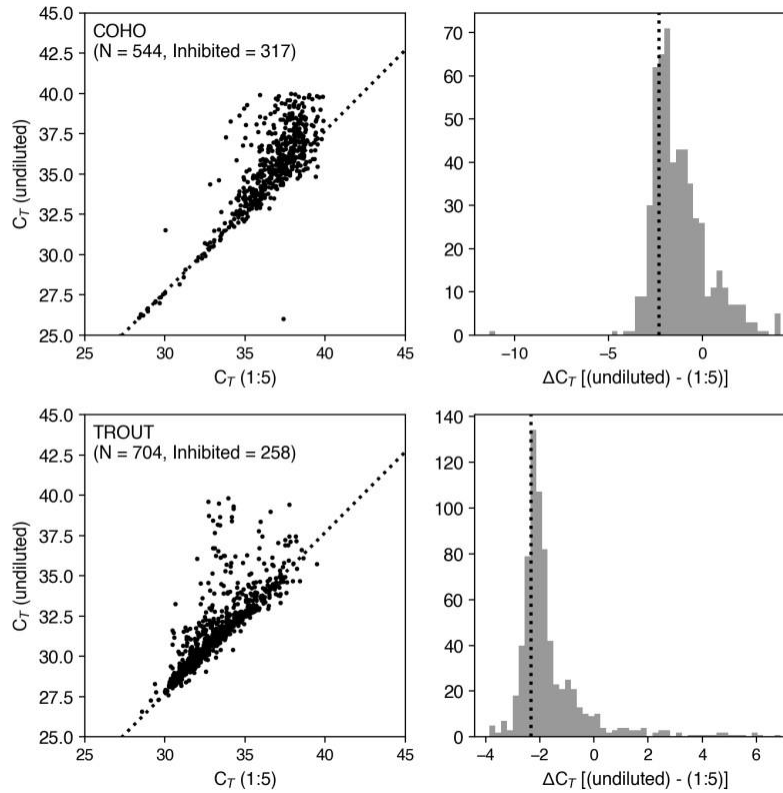 COHO
(N = 544, Inhibited = 317)
45.0
42.5
40.0
37.5
35.0
32.5
30.0
27.5
25.0
C_T (undiluted)
25 30 35 40 45
C_T (1:5)
70
60
50
40
30
20
10
0
−10 −5 0
ΔC_T [(undiluted) - (1:5)]
TROUT
(N = 704, Inhibited = 258)
45.0
42.5
40.0
37.5
35.0
32.5
30.0
27.5
25.0
C_T (undiluted)
25 30 35 40 45
C_T (1:5)
140
120
100
80
60
40
20
0
−4 −2 0 2 4 6
ΔC_T [(undiluted) - (1:5)]